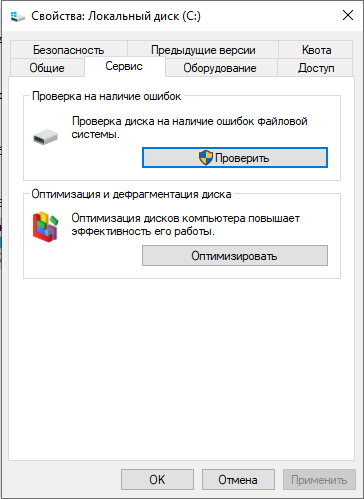 Свойства: Локальный диск (C:)
Безопасность Предыдущие версии Квота
Общие Сервис Оборудование Доступ
Проверка на наличие ошибок
Проверка диска на наличие ошибок файловой
системы.
Проверить
Оптимизация и дефрагментация диска
Оптимизация дисков компьютера повышает
эффективность его работы.
Оптимизировать
OK Отмена Применить